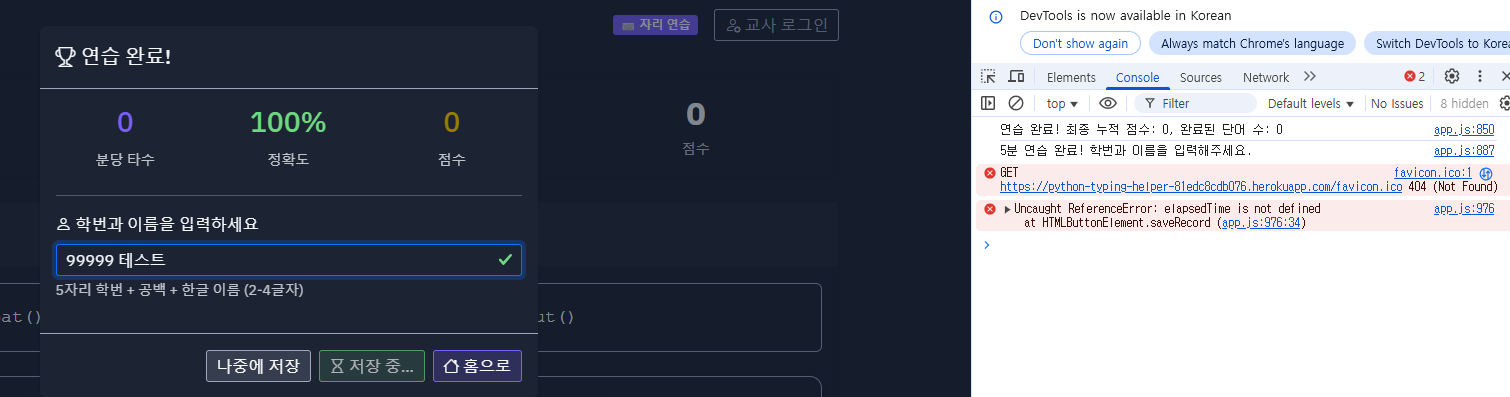 자리 연습
교사 로그인
연습 완료!
0
100%
0
분당 타수
정확도
점수
0
점수
학번과 이름을 입력하세요
99999 테스트
5자리 학번 + 공백 + 한글 이름 (2-4글자)
at()
ut()
나중에 저장
저장 중...
홈으로
DevTools is now available in Korean
Don't show again
Always match Chrome's language
Switch DevTools to Korea
Elements
Console
Sources
Network
2
top
Filter
Default levels
No Issues
8 hidden
연습 완료! 최종 누적 점수: 0, 완료된 단어 수: 0 app.js:850
5분 연습 완료! 학번과 이름을 입력해주세요. app.js:887
GET favicon.ico:1
https://python-typing-helper-81edc8cdb076.herokuapp.com/favicon.ico 404 (Not Found)
Uncaught ReferenceError: elapsedTime is not defined app.js:976
at HTMLButtonElement.saveRecord (app.js:976:34)